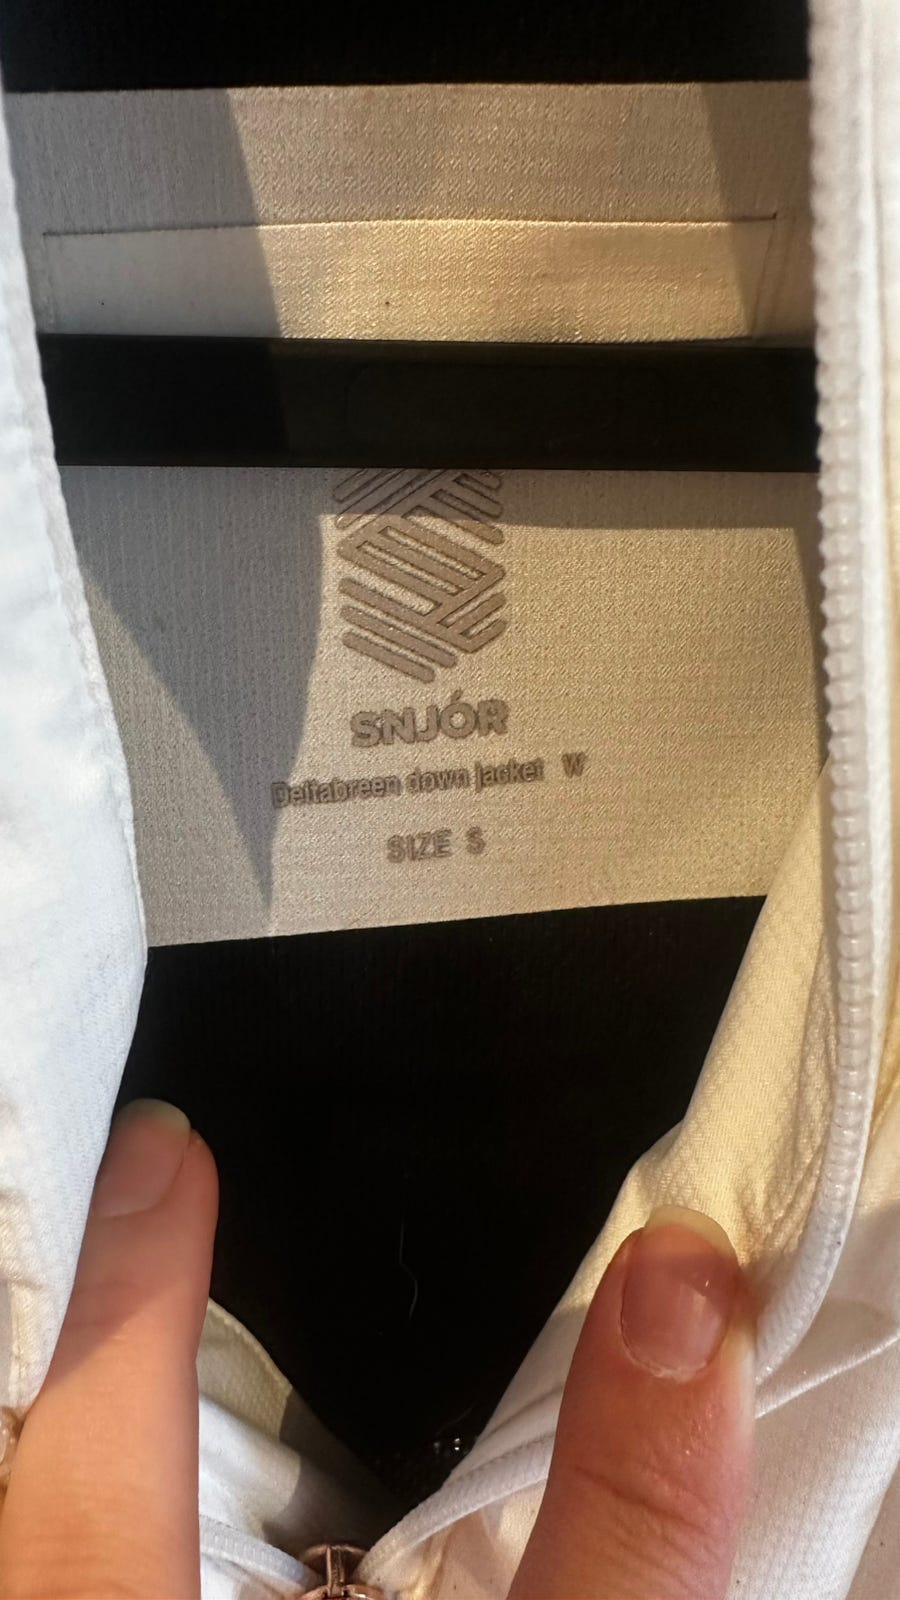 SNJÓR
Deltabreen down jacket W
SIZE S